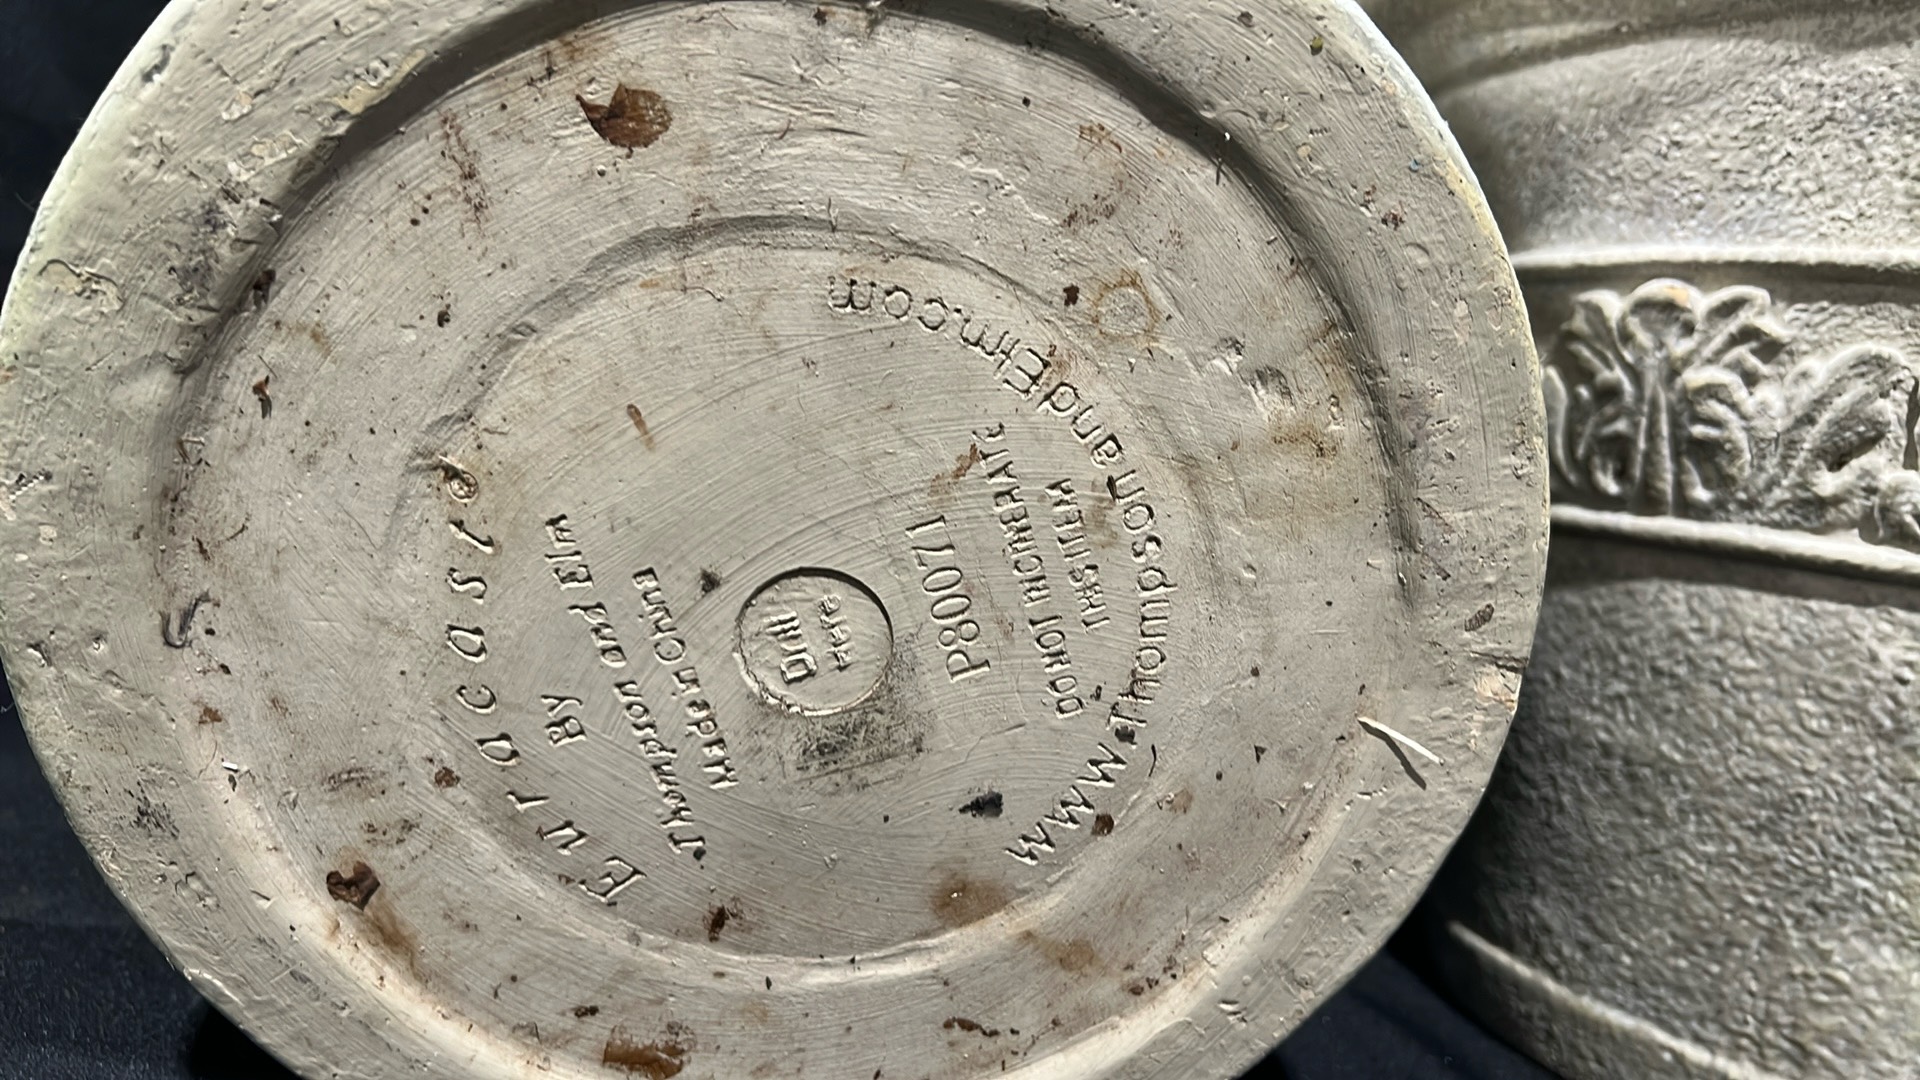 Eurocast®
BY
Thompson and Elm
Made in China
Drill
Here
P80071
DO NOT INCINERATE
THIS ITEM
WWW.ThompsonandElm.com